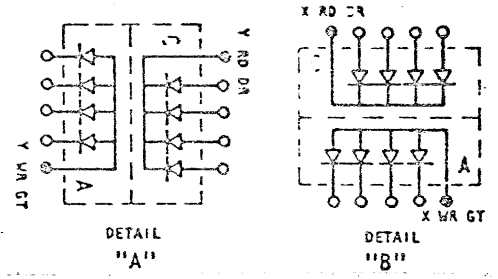 Y RD DR
C
A
Y WR GT
DETAIL
"A"
X RD DR
C
A
X WR GT
DETAIL
"B"